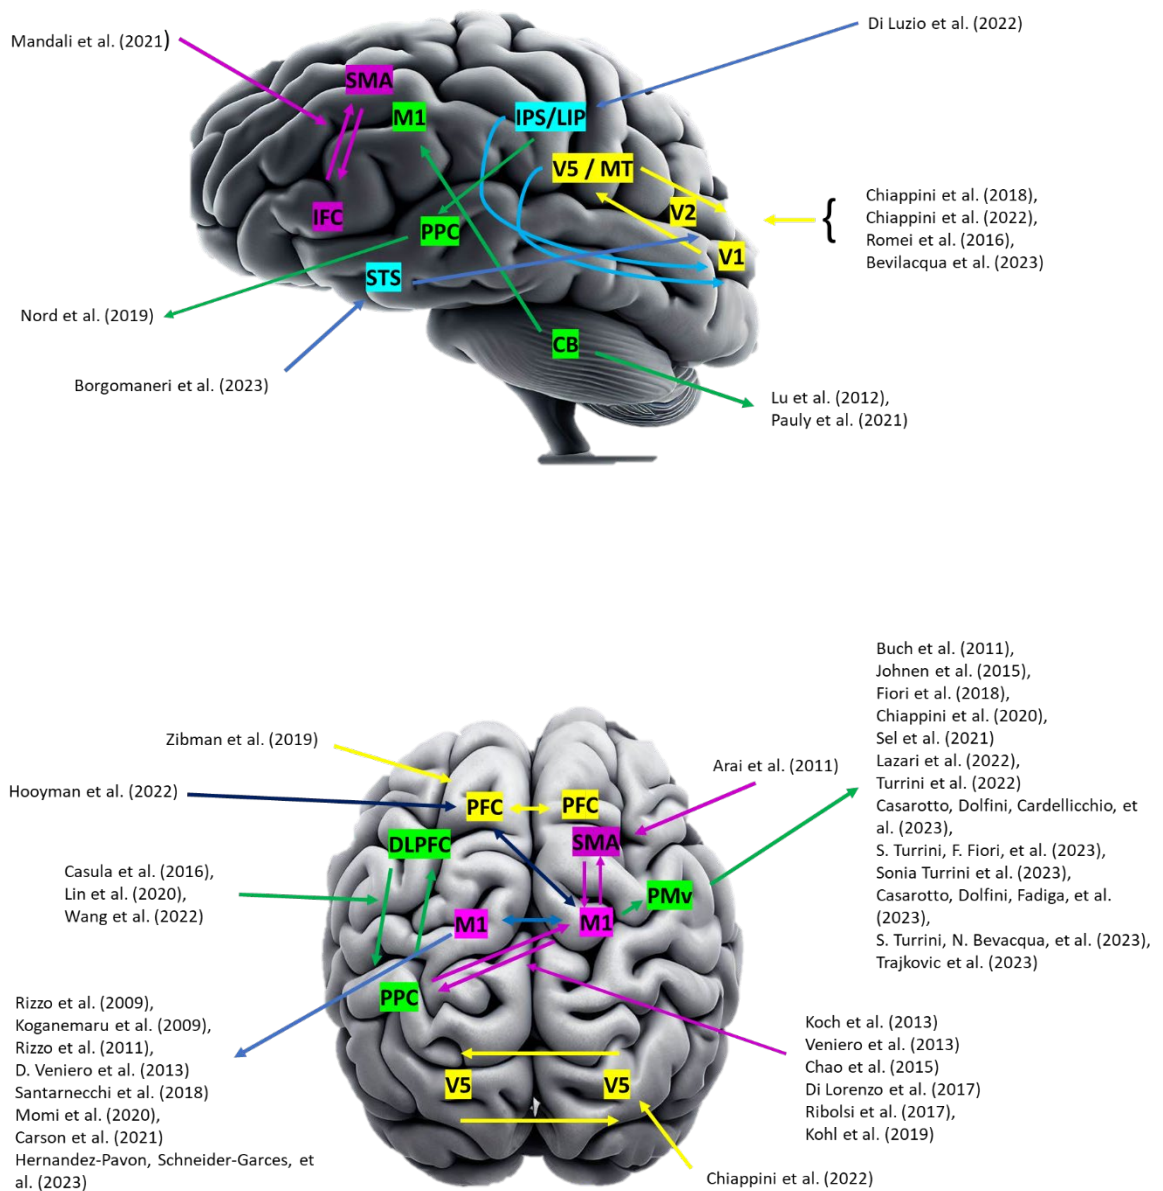 Di Luzio et al. (2022)
Mandali et al. (2021)
SMA
M1
IPS/LIP
V5 / MT
V2
IFC
PPC
V1
STS
CB
Chiappini et al. (2018),
Chiappini et al. (2022),
Romei et al. (2016),
Bevilacqua et al. (2023)
{
Nord et al. (2019)
Borgomaneri et al. (2023)
Lu et al. (2012),
Pauly et al. (2021)
Buch et al. (2011),
Johnen et al. (2015),
Fiori et al. (2018),
Chiappini et al. (2020),
Sel et al. (2021)
Lazari et al. (2022),
Turrini et al. (2022)
Casarotto, Dolfini, Cardellicchio, et
al. (2023),
S. Turrini, F. Fiori, et al. (2023),
Sonia Turrini et al. (2023),
Casarotto, Dolfini, Fadiga, et al.
(2023),
S. Turrini, N. Bevacqua, et al. (2023),
Trajkovic et al. (2023)
Zibman et al. (2019)
Arai et al. (2011)
Hooyman et al. (2022)
PFC
PFC
DLPFC
SMA
PMv
Casula et al. (2016),
Lin et al. (2020),
Wang et al. (2022)
M1
M1
PPC
V5
V5
Rizzo et al. (2009),
Koganemaru et al. (2009),
Rizzo et al. (2011),
D. Veniero et al. (2013)
Santarnecchi et al. (2018)
Momi et al. (2020),
Carson et al. (2021)
Hernandez-Pavon, Schneider-Garces, et
al. (2023)
Koch et al. (2013)
Veniero et al. (2013)
Chao et al. (2015)
Di Lorenzo et al. (2017)
Ribolsi et al. (2017),
Kohl et al. (2019)
Chiappini et al. (2022)